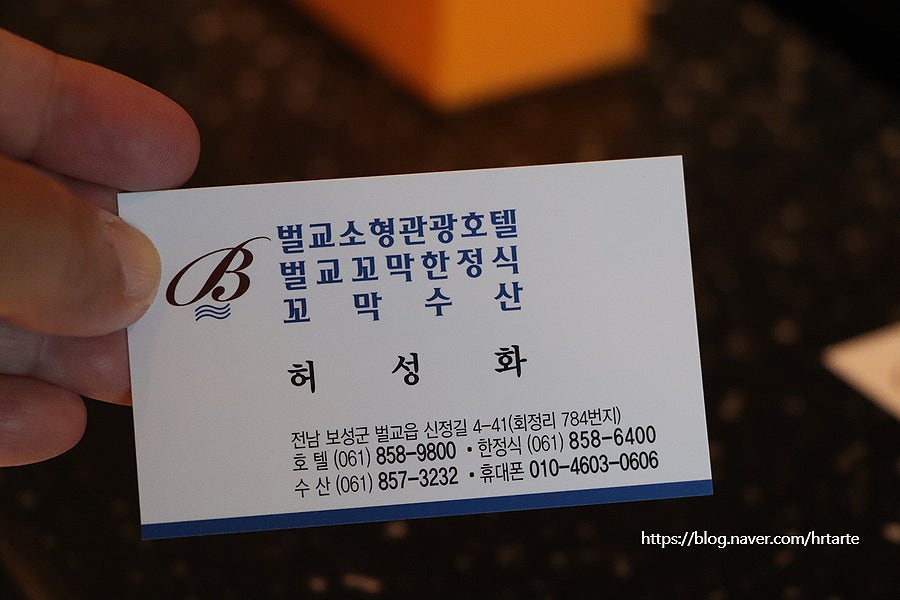 B
벌교소형관광호텔
벌교꼬막한정식
꼬 막 수 산
허 성 화
전남 보성군 벌교읍 신정길 4-41(회정리 784번지)
호 텔 (061) 858-9800 • 한정식 (061) 858-6400
수 산 (061) 857-3232 • 휴대폰 010-4603-0606
https://blog.naver.com/hrtarte